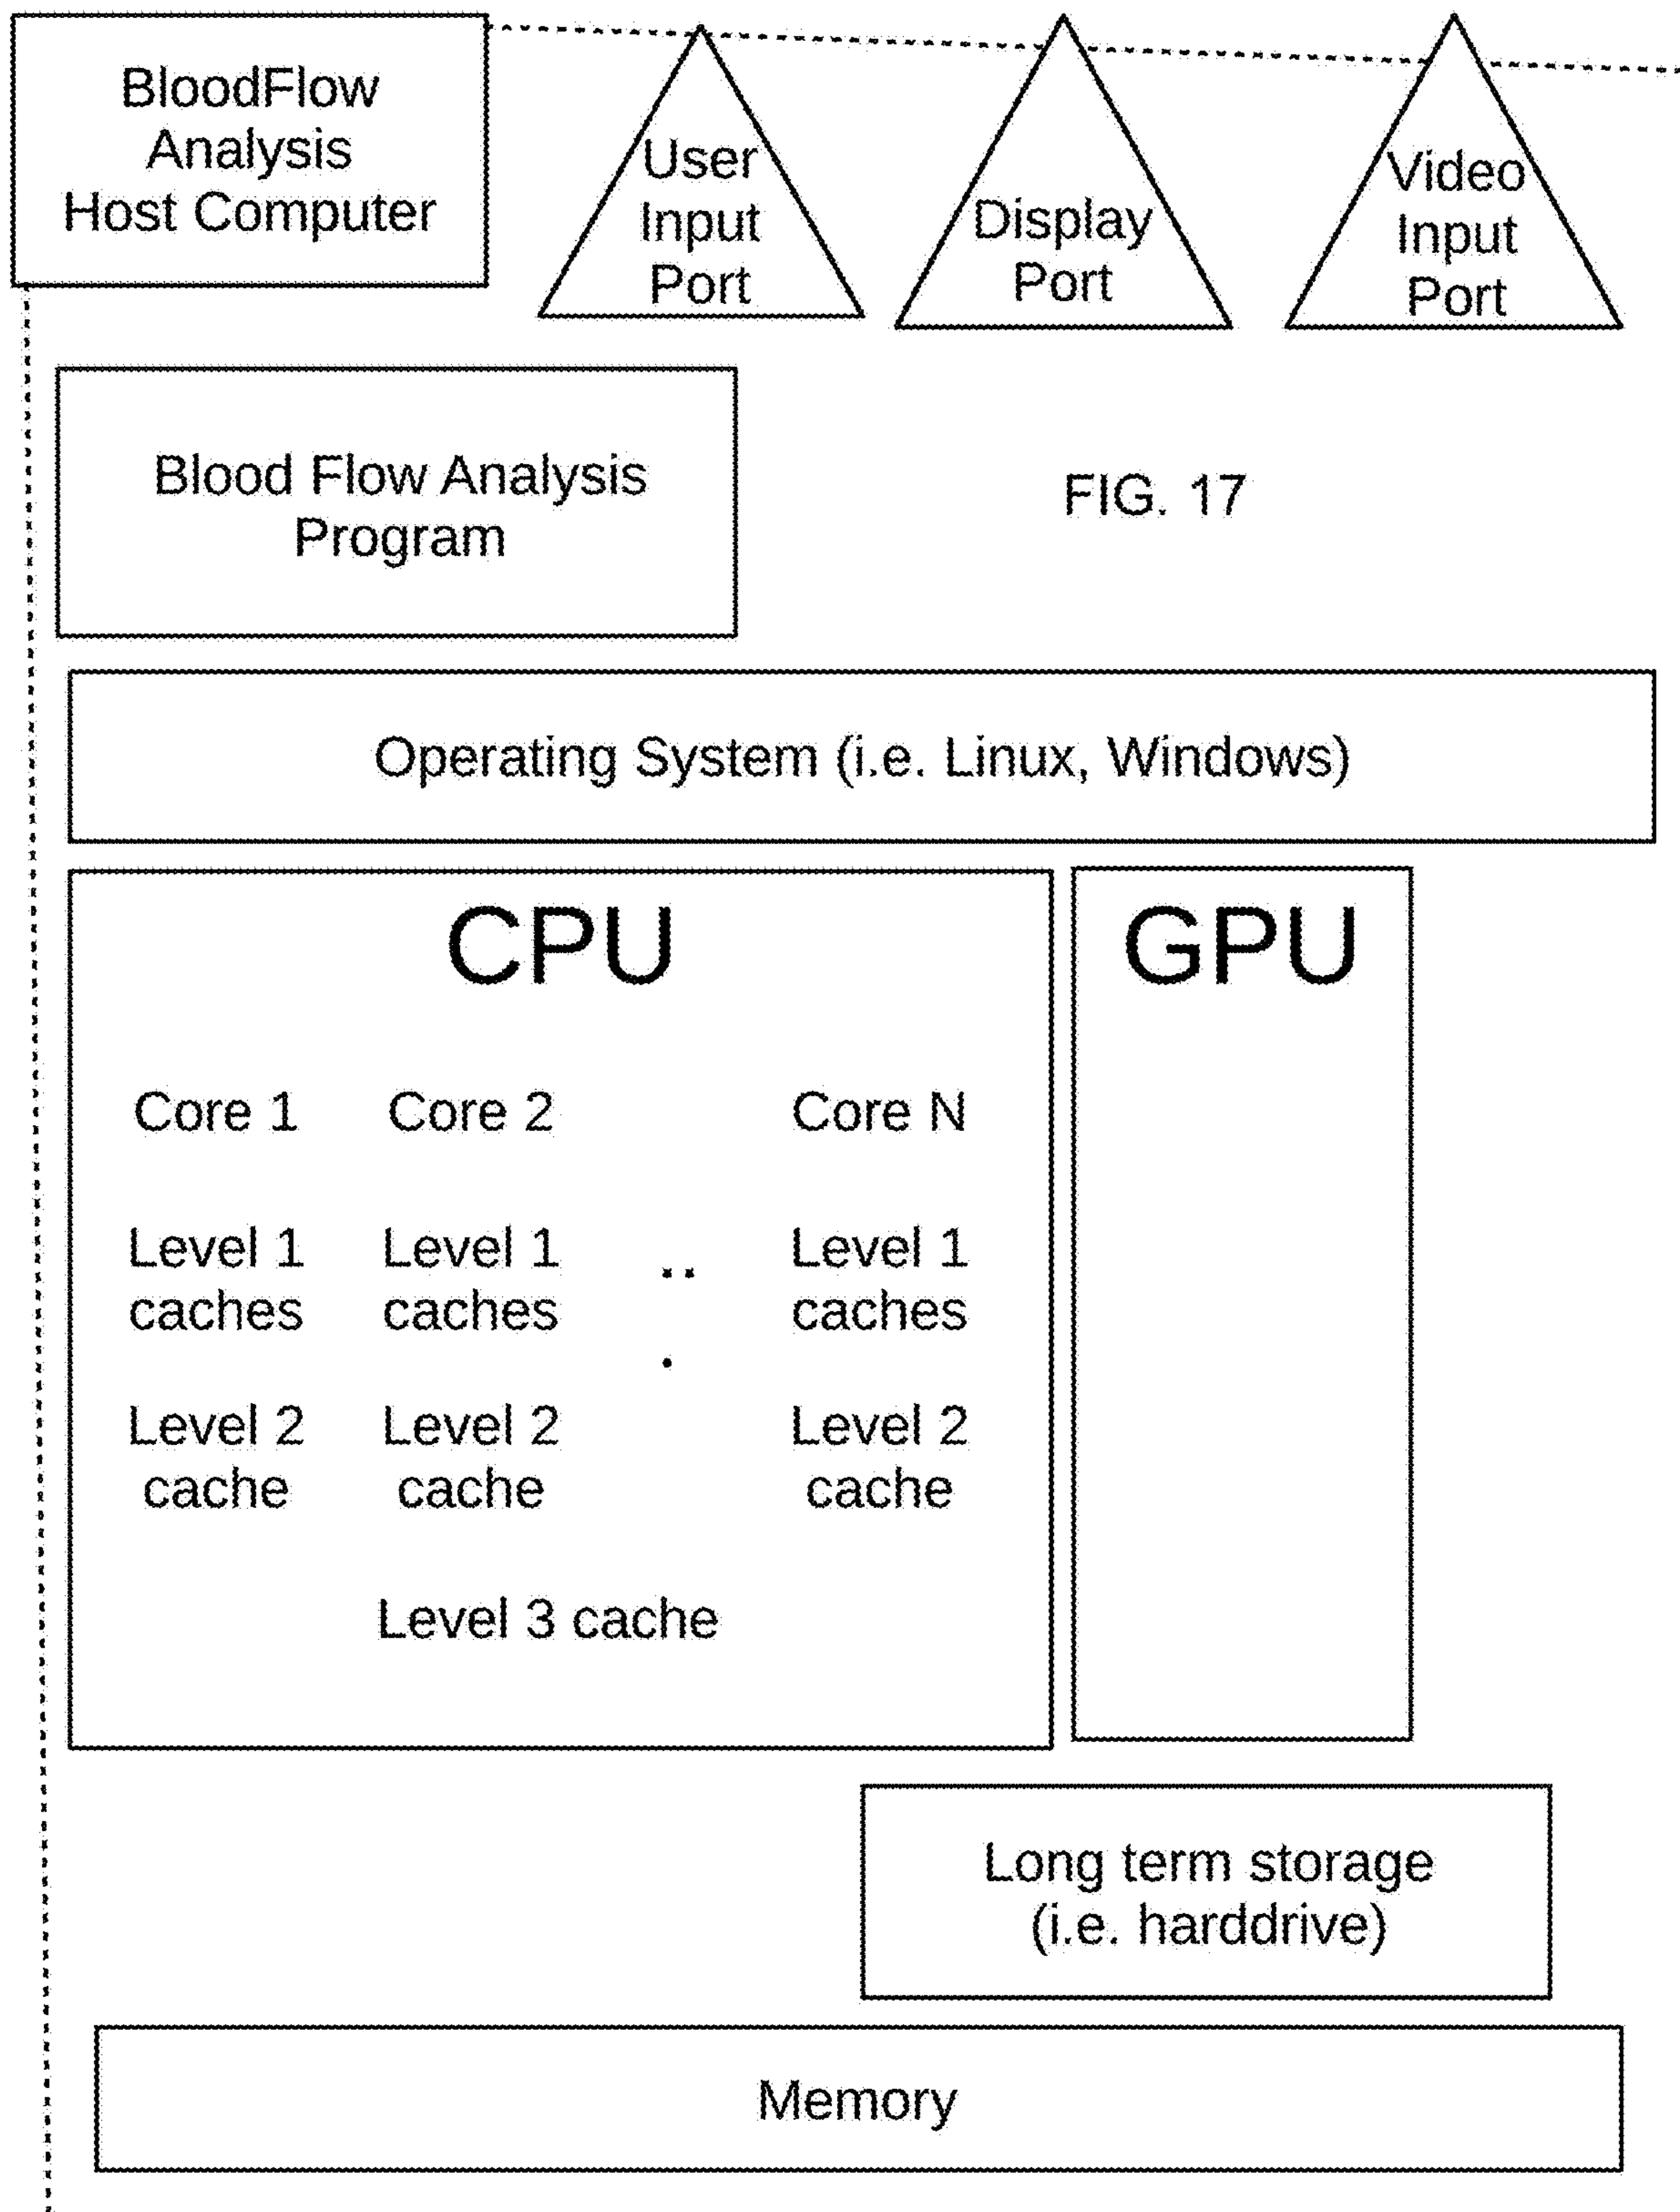 BloodFlow
Analysis
Host Computer
User
Input
Port
Display
Port
Video
Input
Port
Blood Flow Analysis
Program
FIG. 17
Operating System (i.e. Linux, Windows)
CPU
GPU
Core 1 Core 2 Core N
Level 1 Level 1 .. Level 1
caches caches caches
.
Level 2 Level 2 Level 2
cache cache cache
Level 3 cache
Long term storage
(i.e. harddrive)
Memory